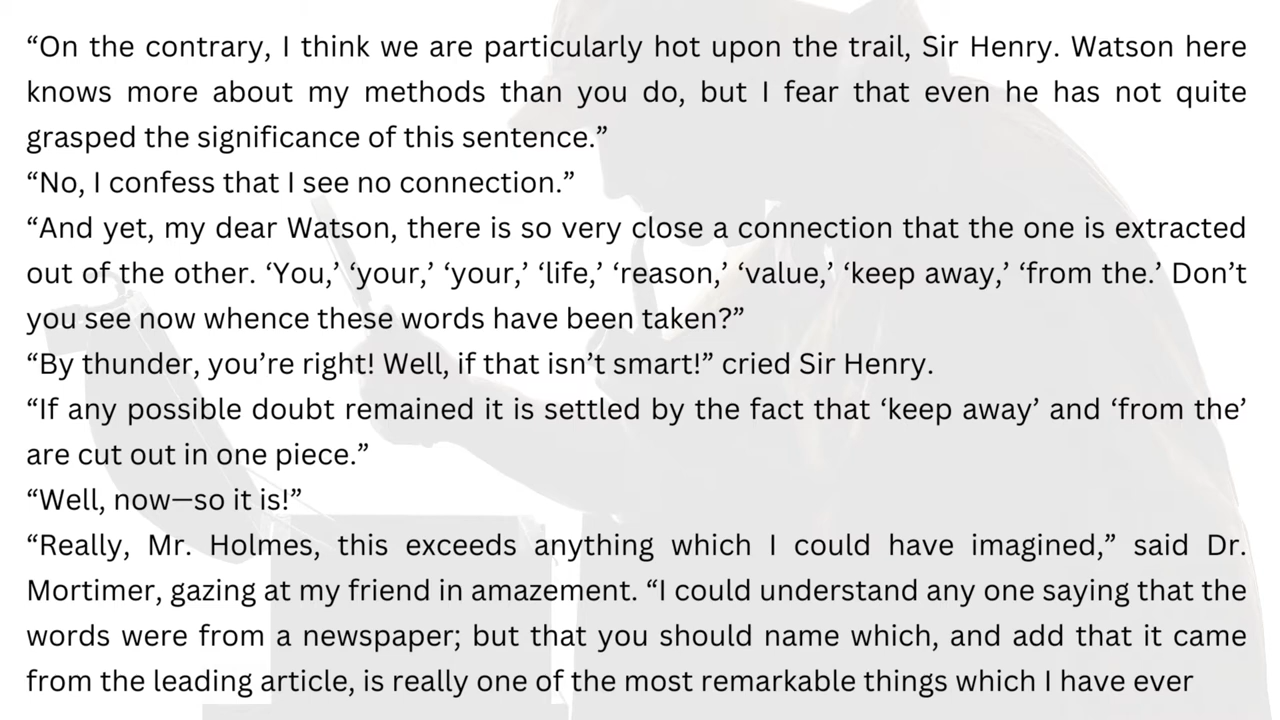 “On the contrary, I think we are particularly hot upon the trail, Sir Henry. Watson here
knows more about my methods than you do, but I fear that even he has not quite
grasped the significance of this sentence.”
“No, I confess that I see no connection.”
“And yet, my dear Watson, there is so very close a connection that the one is extracted
out of the other. ‘You,’ ‘your,’ ‘your,’ ‘life,’ ‘reason,’ ‘value,’ ‘keep away,’ ‘from the.’ Don’t
you see now whence these words have been taken?”
“By thunder, you’re right! Well, if that isn’t smart!” cried Sir Henry.
“If any possible doubt remained it is settled by the fact that ‘keep away’ and ‘from the’
are cut out in one piece.”
“Well, now—so it is!”
“Really, Mr. Holmes, this exceeds anything which I could have imagined,” said Dr.
Mortimer, gazing at my friend in amazement. “I could understand any one saying that the
words were from a newspaper; but that you should name which, and add that it came
from the leading article, is really one of the most remarkable things which I have ever